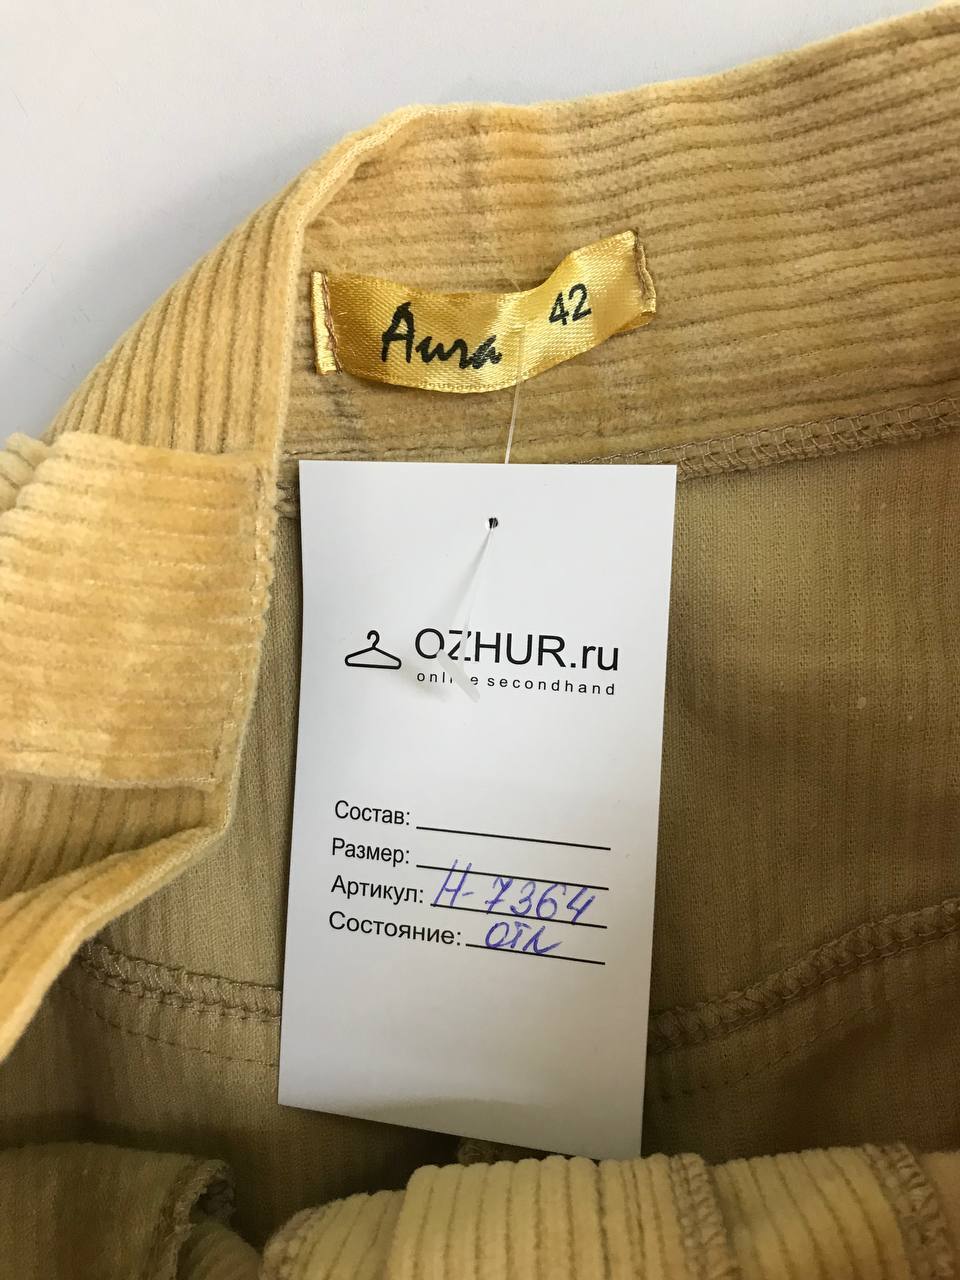 Aura 42
OZHUR.ru
online secondhand
Состав:
Размер:
Артикул: H-7364
Состояние: отл